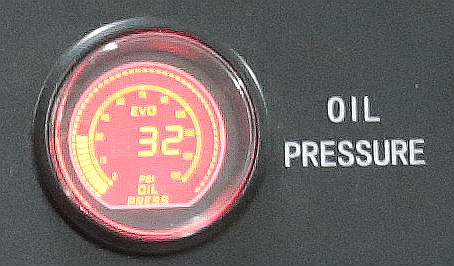 EVO
32
PSI
OIL
PRESS
OIL
PRESSURE